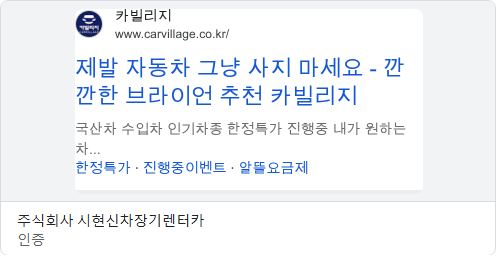 카빌리지
카빌리지
www.carvillage.co.kr/
제발 자동차 그냥 사지 마세요 - 깐
깐한 브라이언 추천 카빌리지
국산차 수입차 인기차종 한정특가 진행중 내가 원하는
차...
한정특가 · 진행중이벤트 · 알뜰요금제
주식회사 시현신차장기렌터카
인증